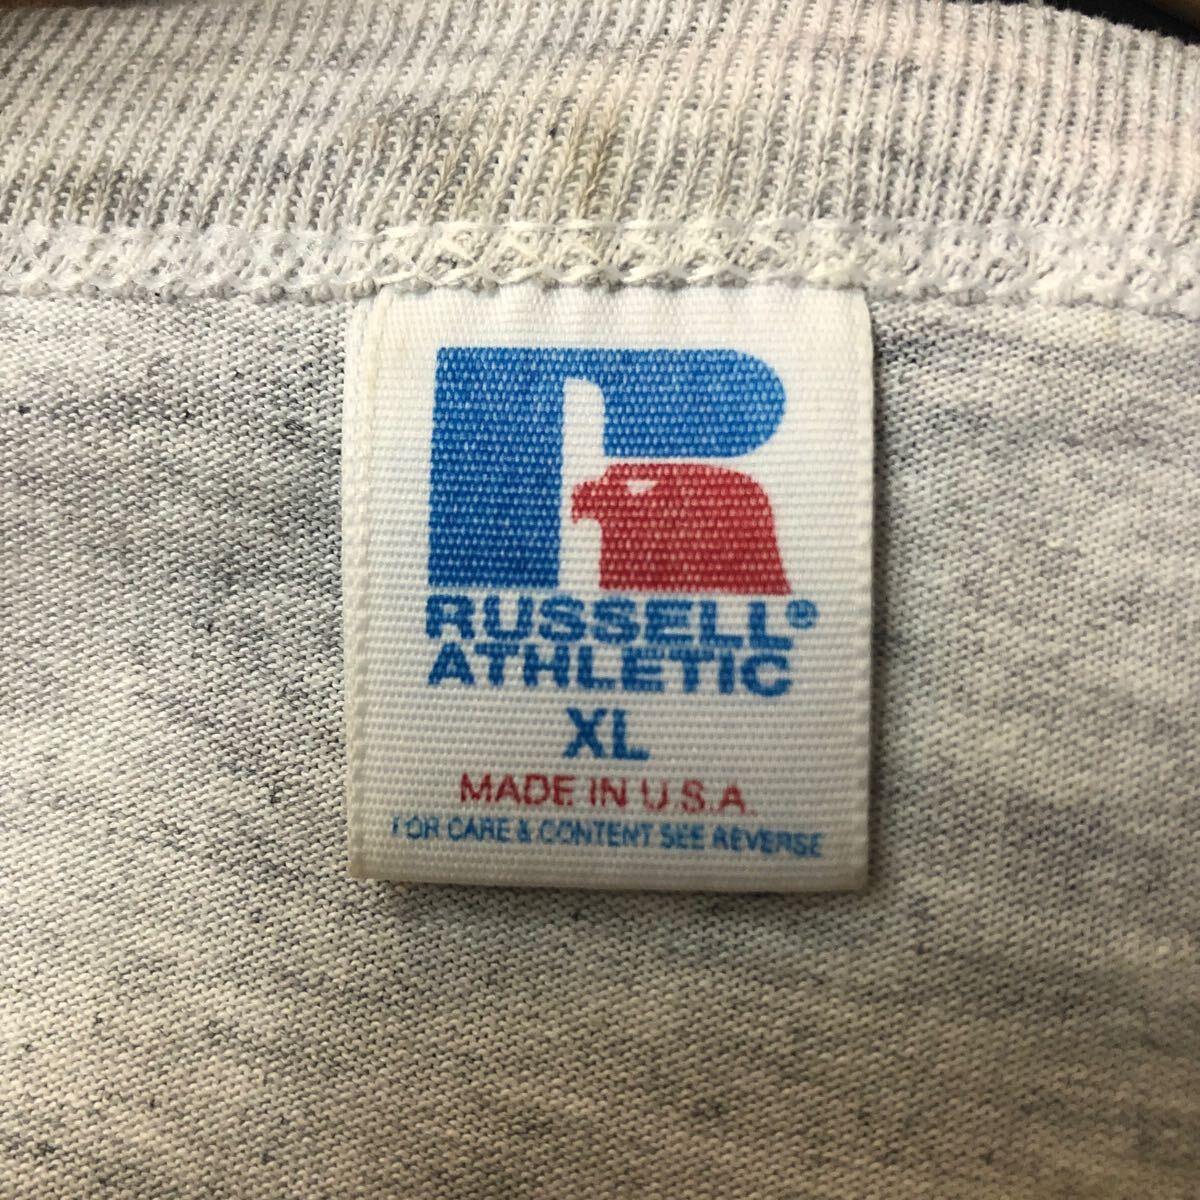 RUSSELL®
ATHLETIC
XL
MADE IN U.S.A.
FOR CARE & CONTENT SEE REVERSE